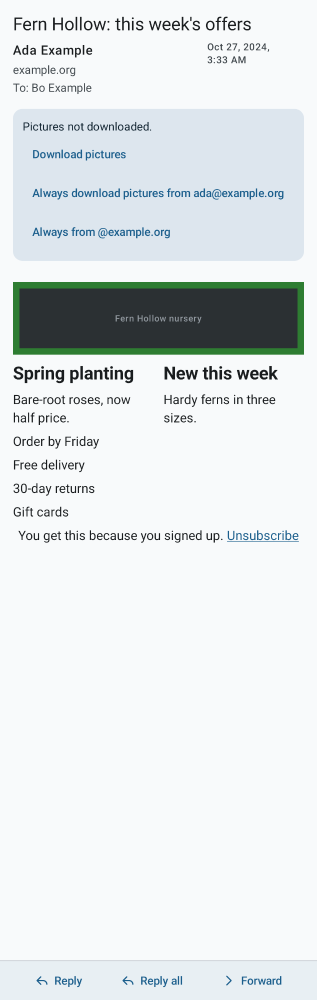 Fern Hollow: this week's offers
Ada Example
Oct 27, 2024,
3:33 AM
example.org
To: Bo Example
Pictures not downloaded.
Download pictures
Always download pictures from ada@example.org
Always from @example.org
Fern Hollow nursery
Spring planting
Bare-root roses, now
half price.
New this week
Hardy ferns in three
sizes.
Order by Friday
Free delivery
30-day returns
Gift cards
You get this because you signed up. Unsubscribe
Reply
Reply all
Forward